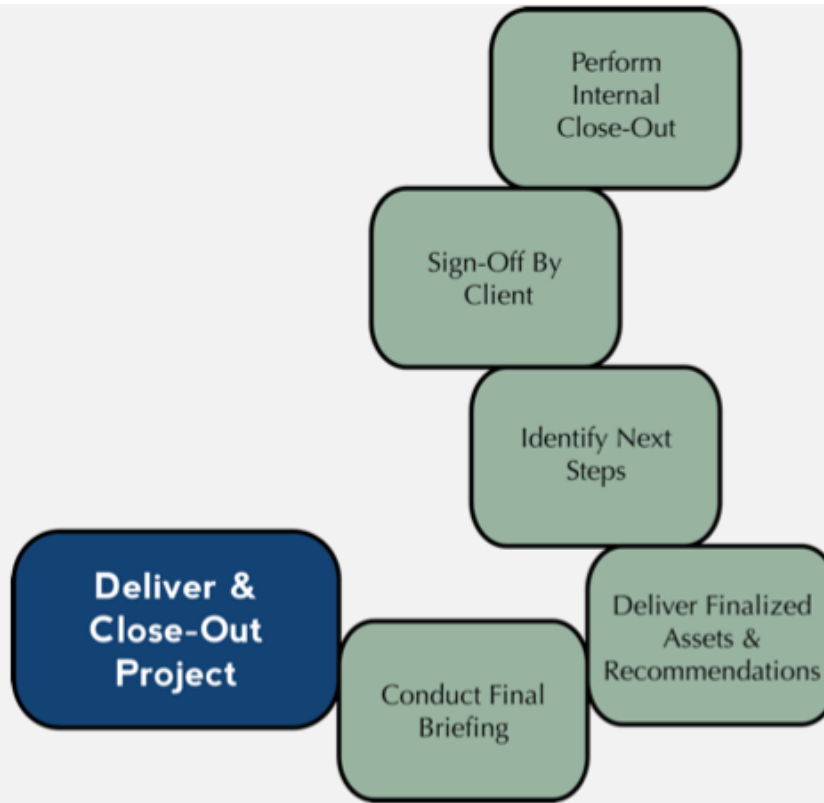 Perform
Internal
Close-Out
Sign-Off By
Client
Identify Next
Steps
Deliver &
Close-Out
Project
Deliver Finalized
Assets &
Recommendations
Conduct Final
Briefing